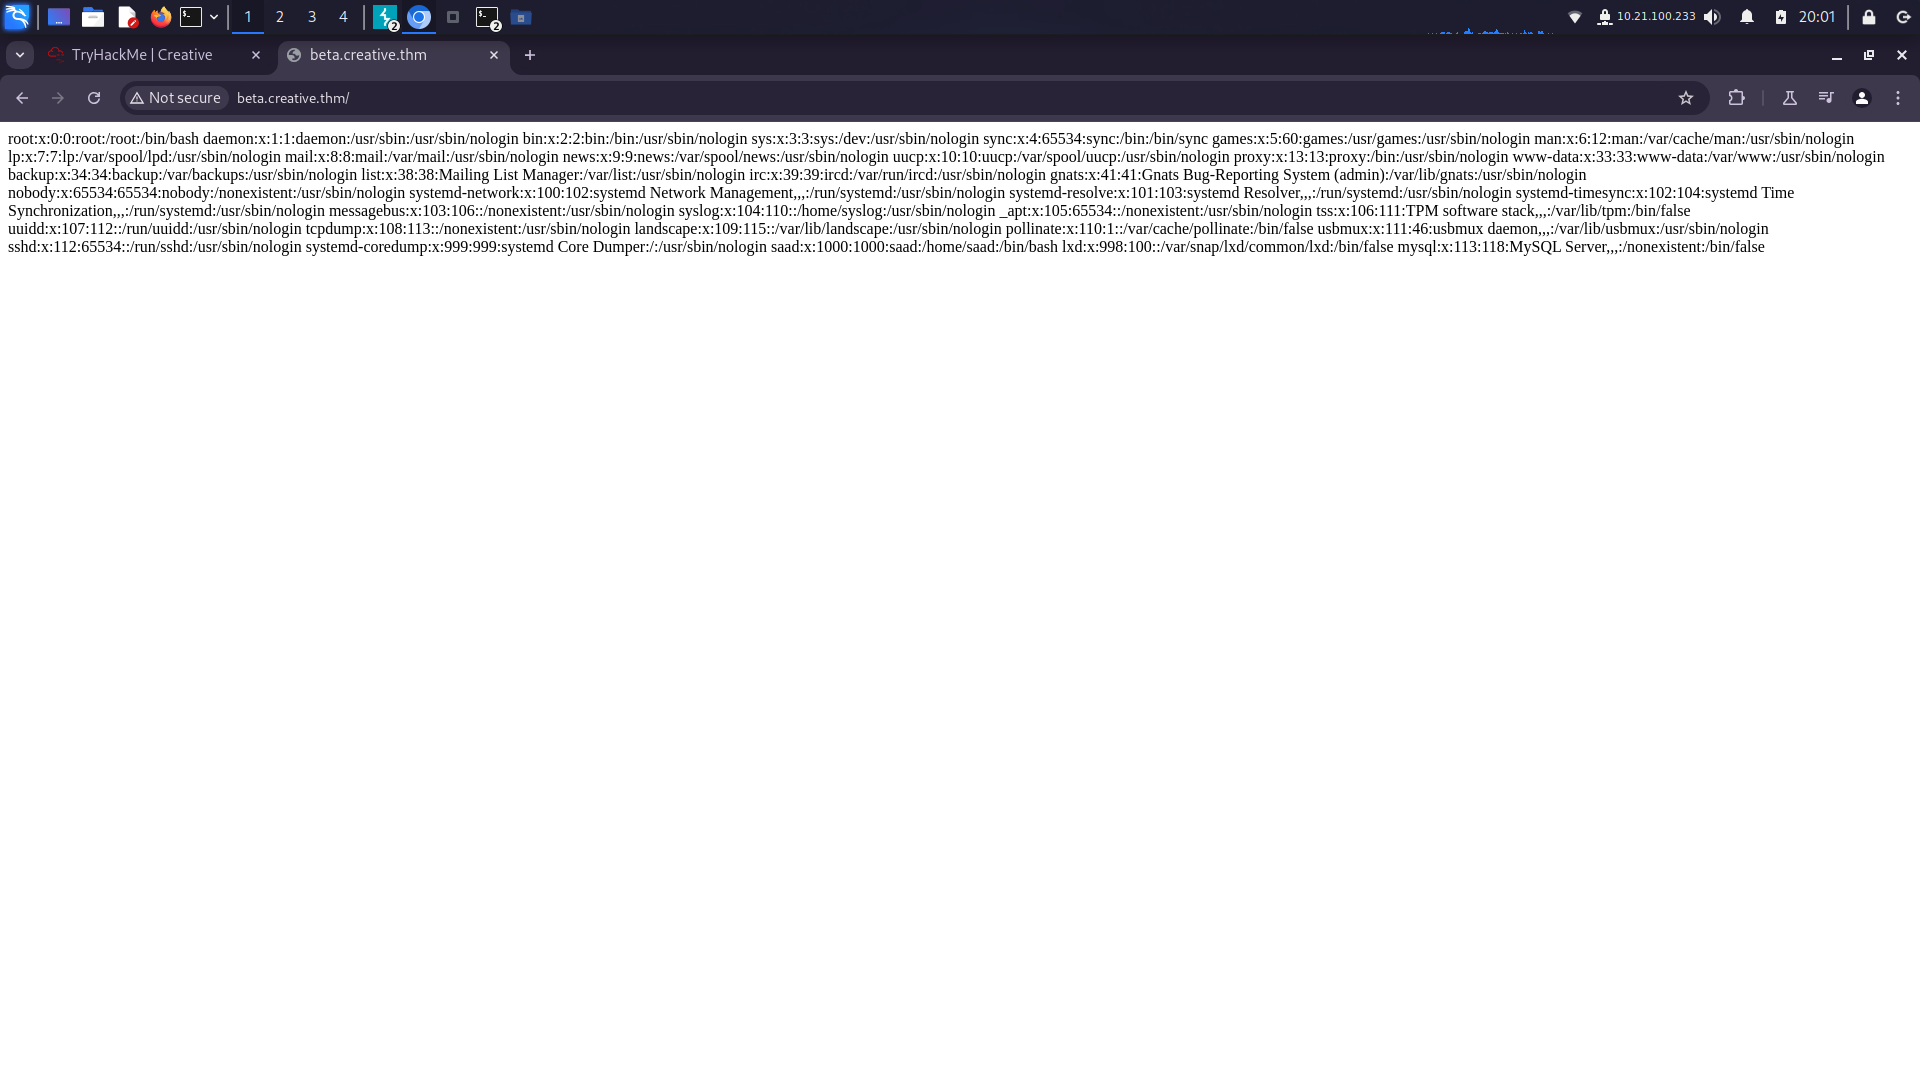 1 2 3 4 2 2 10.21.100.233 20:01
TryHackMe | Creative beta.creative.thm
Not secure beta.creative.thm/
root:x:0:0:root:/root:/bin/bash daemon:x:1:1:daemon:/usr/sbin:/usr/sbin/nologin bin:x:2:2:bin:/bin:/usr/sbin/nologin sys:x:3:3:sys:/dev:/usr/sbin/nologin sync:x:4:65534:sync:/bin:/bin/sync games:x:5:60:games:/usr/games:/usr/sbin/nologin man:x:6:12:man:/var/cache/man:/usr/sbin/nologin
lp:x:7:7:lp:/var/spool/lpd:/usr/sbin/nologin mail:x:8:8:mail:/var/mail:/usr/sbin/nologin news:x:9:9:news:/var/spool/news:/usr/sbin/nologin uucp:x:10:10:uucp:/var/spool/uucp:/usr/sbin/nologin proxy:x:13:13:proxy:/bin:/usr/sbin/nologin www-data:x:33:33:www-data:/var/www:/usr/sbin/nologin
backup:x:34:34:backup:/var/backups:/usr/sbin/nologin list:x:38:38:Mailing List Manager:/var/list:/usr/sbin/nologin irc:x:39:39:ircd:/var/run/ircd:/usr/sbin/nologin gnats:x:41:41:Gnats Bug-Reporting System (admin):/var/lib/gnats:/usr/sbin/nologin
nobody:x:65534:65534:nobody:/nonexistent:/usr/sbin/nologin systemd-network:x:100:102:systemd Network Management,,,:/run/systemd:/usr/sbin/nologin systemd-resolve:x:101:103:systemd Resolver,,,:/run/systemd:/usr/sbin/nologin systemd-timesync:x:102:104:systemd Time
Synchronization,,,:/run/systemd:/usr/sbin/nologin messagebus:x:103:106::/nonexistent:/usr/sbin/nologin syslog:x:104:110::/home/syslog:/usr/sbin/nologin _apt:x:105:65534::/nonexistent:/usr/sbin/nologin tss:x:106:111:TPM software stack,,,:/var/lib/tpm:/bin/false
uuidd:x:107:112::/run/uuidd:/usr/sbin/nologin tcpdump:x:108:113::/nonexistent:/usr/sbin/nologin landscape:x:109:115::/var/lib/landscape:/usr/sbin/nologin pollinate:x:110:1::/var/cache/pollinate:/bin/false usbmux:x:111:46:usbmux daemon,,,:/var/lib/usbmux:/usr/sbin/nologin
sshd:x:112:65534::/run/sshd:/usr/sbin/nologin systemd-coredump:x:999:999:systemd Core Dumper:/:/usr/sbin/nologin saad:x:1000:1000:saad:/home/saad:/bin/bash lxd:x:998:100::/var/snap/lxd/common/lxd:/bin/false mysql:x:113:118:MySQL Server,,,:/nonexistent:/bin/false